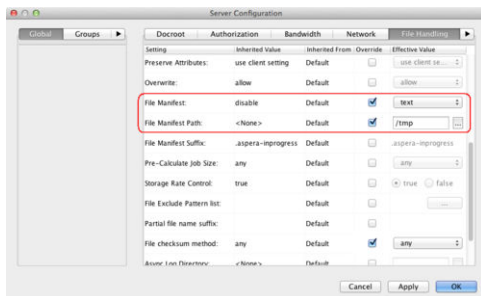 Server Configuration
Global Groups
Docroot Authorization Bandwidth Network File Handling
Setting Inherited Value Inherited From Override Effective Value
Preserve Attributes: use client setting Default use client se...
Overwrite: allow Default allow
File Manifest: disable Default text
File Manifest Path: <None> Default /tmp ...
File Manifest Suffix: .aspera-inprogress Default .aspera-inprogress
Pre-Calculate Job Size: any Default any
Storage Rate Control: true Default true false
File Exclude Pattern list: Default ...
Partial file name suffix: Default
File checksum method: any Default any
Async Log Directory: <None> Default
Cancel Apply OK